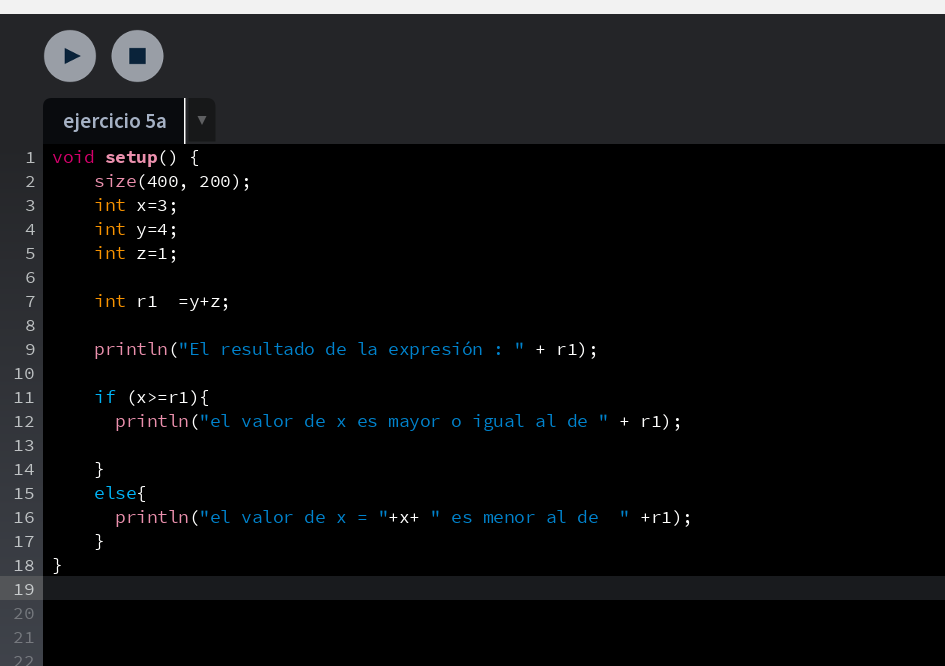 ejercicio 5a ▼
1 void setup() {
2     size(400, 200);
3     int x=3;
4     int y=4;
5     int z=1;
6
7     int r1  =y+z;
8
9     println("El resultado de la expresión : " + r1);
10
11     if (x>=r1){
12       println("el valor de x es mayor o igual al de " + r1);
13
14     }
15     else{
16       println("el valor de x = "+x+ " es menor al de  " +r1);
17     }
18 }
19
20
21
22